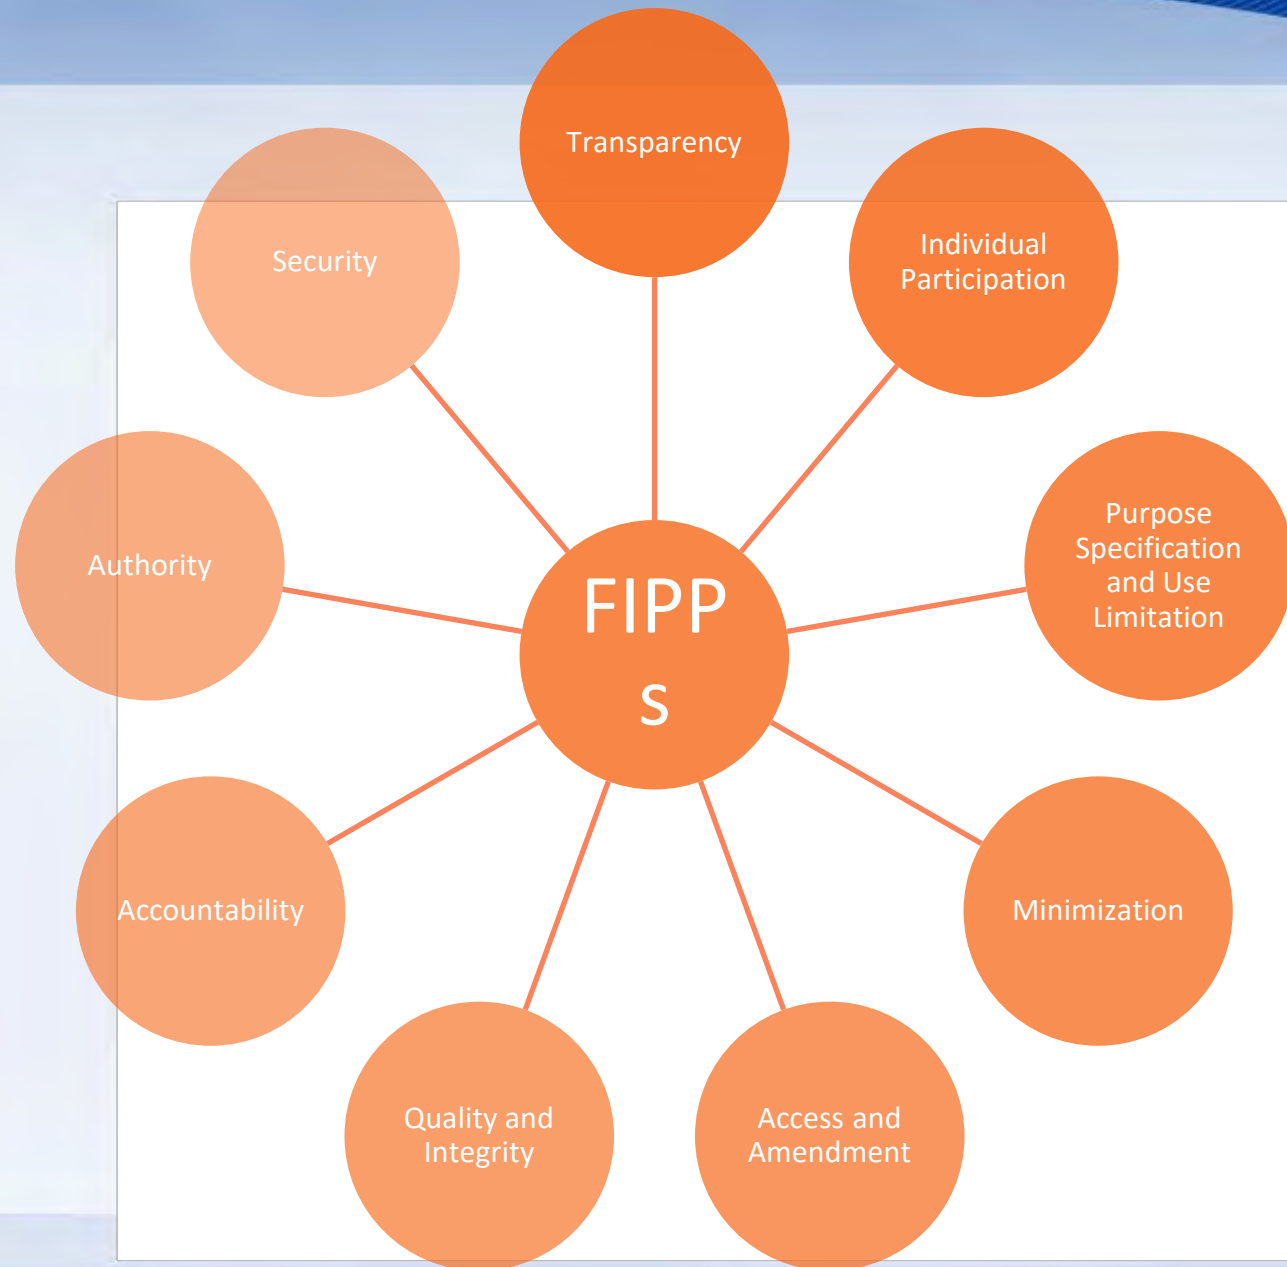 Transparency
Individual
Participation
Purpose
Specification
and Use
Limitation
Minimization
Access and
Amendment
Quality and
Integrity
Accountability
Authority
Security
FIPP
s